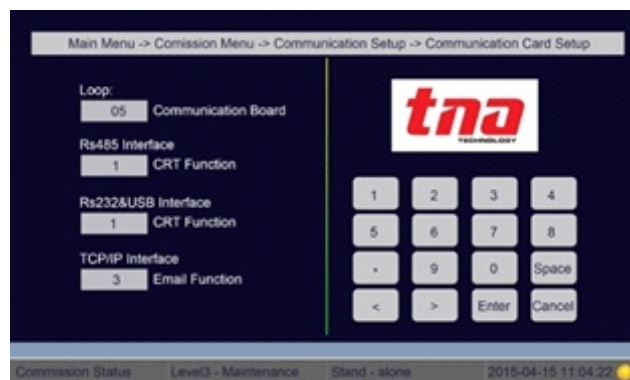 Main Menu -> Comission Menu -> Communication Setup -> Communication Card Setup
Loop:
05 Communication Board
Rs485 Interface
1 CRT Function
Rs232&USB Interface
1 CRT Function
TCP/IP Interface
3 Email Function
tna
TECHNOLOGY
1 2 3 4
5 6 7 8
. 9 0 Space
< > Enter Cancel
Commission Status Level3 - Maintenance Stand - alone 2015-04-15 11:04:22